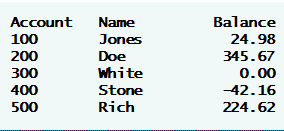 Account Name Balance
100 Jones 24.98
200 Doe 345.67
300 White 0.00
400 Stone -42.16
500 Rich 224.62